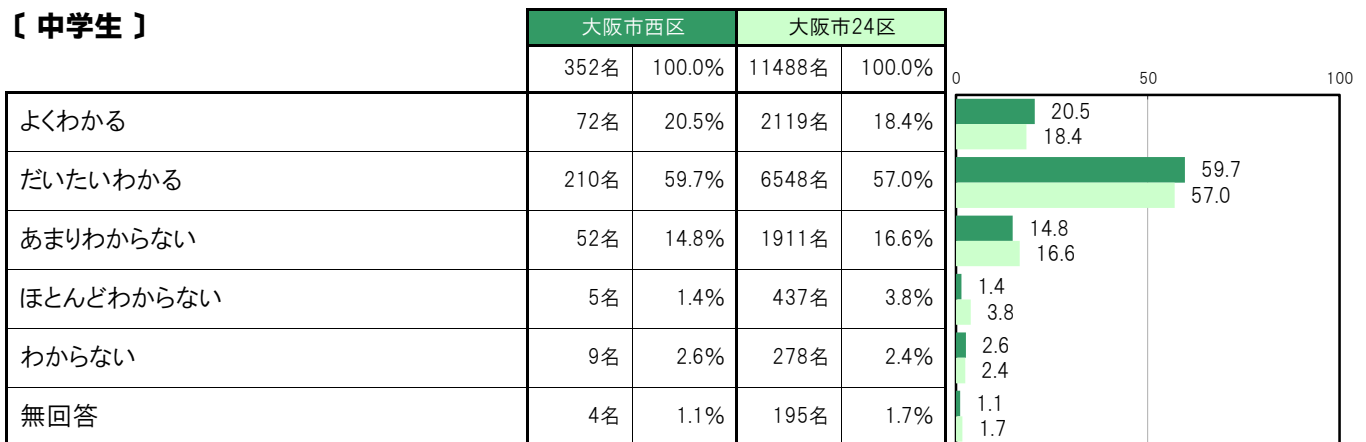 〔 中学生 〕
大阪市西区 大阪市24区
352名 100.0% 11488名 100.0%
0 50 100
よくわかる 72名 20.5% 2119名 18.4%
20.5
18.4
だいたいわかる 210名 59.7% 6548名 57.0%
59.7
57.0
あまりわからない 52名 14.8% 1911名 16.6%
14.8
16.6
ほとんどわからない 5名 1.4% 437名 3.8%
1.4
3.8
わからない 9名 2.6% 278名 2.4%
2.6
2.4
無回答 4名 1.1% 195名 1.7%
1.1
1.7